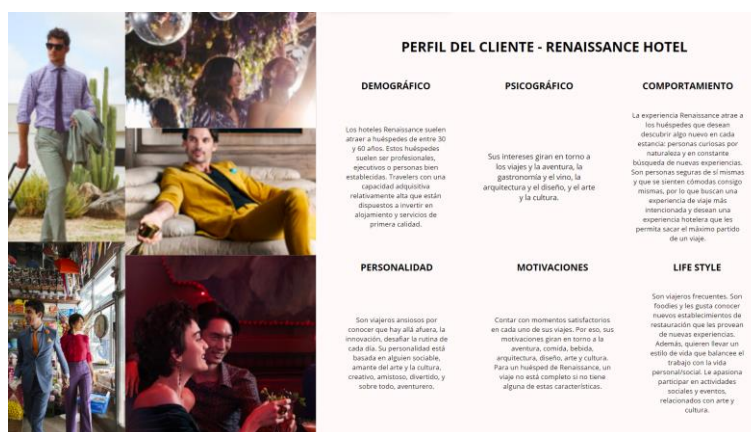 PERFIL DEL CLIENTE - RENAISSANCE HOTEL
DEMOGRÁFICO
Los hoteles Renaissance suelen
atraer a huéspedes de entre 30
y 60 años. Estos huéspedes
suelen ser profesionales,
ejecutivos o personas bien
establecidas. Travelers con una
capacidad adquisitiva
relativamente alta que están
dispuestos a invertir en
alojamiento y servicios de
primera calidad.
PSICOGRÁFICO
Sus intereses giran en torno a
los viajes y la aventura, la
gastronomía y el vino, la
arquitectura y el diseño, y el arte
y la cultura.
COMPORTAMIENTO
La experiencia Renaissance atrae a
los huéspedes que desean
descubrir algo nuevo en cada
estancia: personas curiosas por
naturaleza y en constante
búsqueda de nuevas experiencias.
Son personas seguras de sí mismas
y que se sienten cómodas consigo
mismas, por lo que buscan una
experiencia de viaje más
intencionada y desean una
experiencia hotelera que les
permita sacar el máximo partido
de un viaje.
PERSONALIDAD
Son viajeros ansiosos por
conocer que hay allá afuera, la
innovación, desafiar la rutina de
cada día. Su personalidad está
basada en alguien sociable,
amante del arte y la cultura,
creativo, amistoso, divertido, y
sobre todo, aventurero.
MOTIVACIONES
Contar con momentos satisfactorios
en cada uno de sus viajes. Por eso, sus
motivaciones giran en torno a la
aventura, comida, bebida,
arquitectura, diseño, arte y cultura.
Para un huésped de Renaissance, un
viaje no está completo si no tiene
alguna de estas características.
LIFE STYLE
Son viajeros frecuentes. Son
foodies y les gusta conocer
nuevos establecimientos de
restauración que les provean
de nuevas experiencias.
Además, quieren llevar un
estilo de vida que balancee el
trabajo con la vida
personal/social. Le apasiona
participar en actividades
sociales y eventos,
relacionados con arte y
cultura.